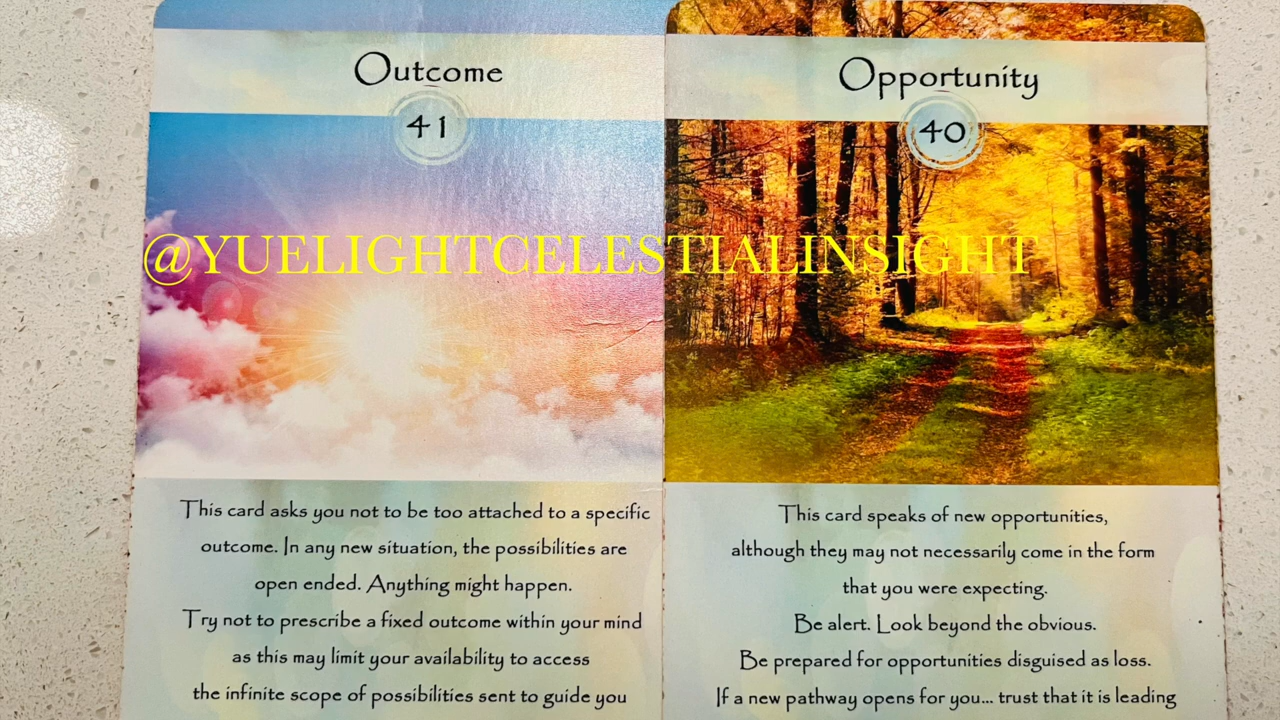 Outcome
41
@YUELIGHTCELESTIALINSIGHT
This card asks you not to be too attached to a specific
outcome. In any new situation, the possibilities are
open ended. Anything might happen.
Try not to prescribe a fixed outcome within your mind
as this may limit your availability to access
the infinite scope of possibilities sent to guide you
Opportunity
40
This card speaks of new opportunities,
although they may not necessarily come in the form
that you were expecting.
Be alert. Look beyond the obvious.
Be prepared for opportunities disguised as loss.
If a new pathway opens for you... trust that it is leading